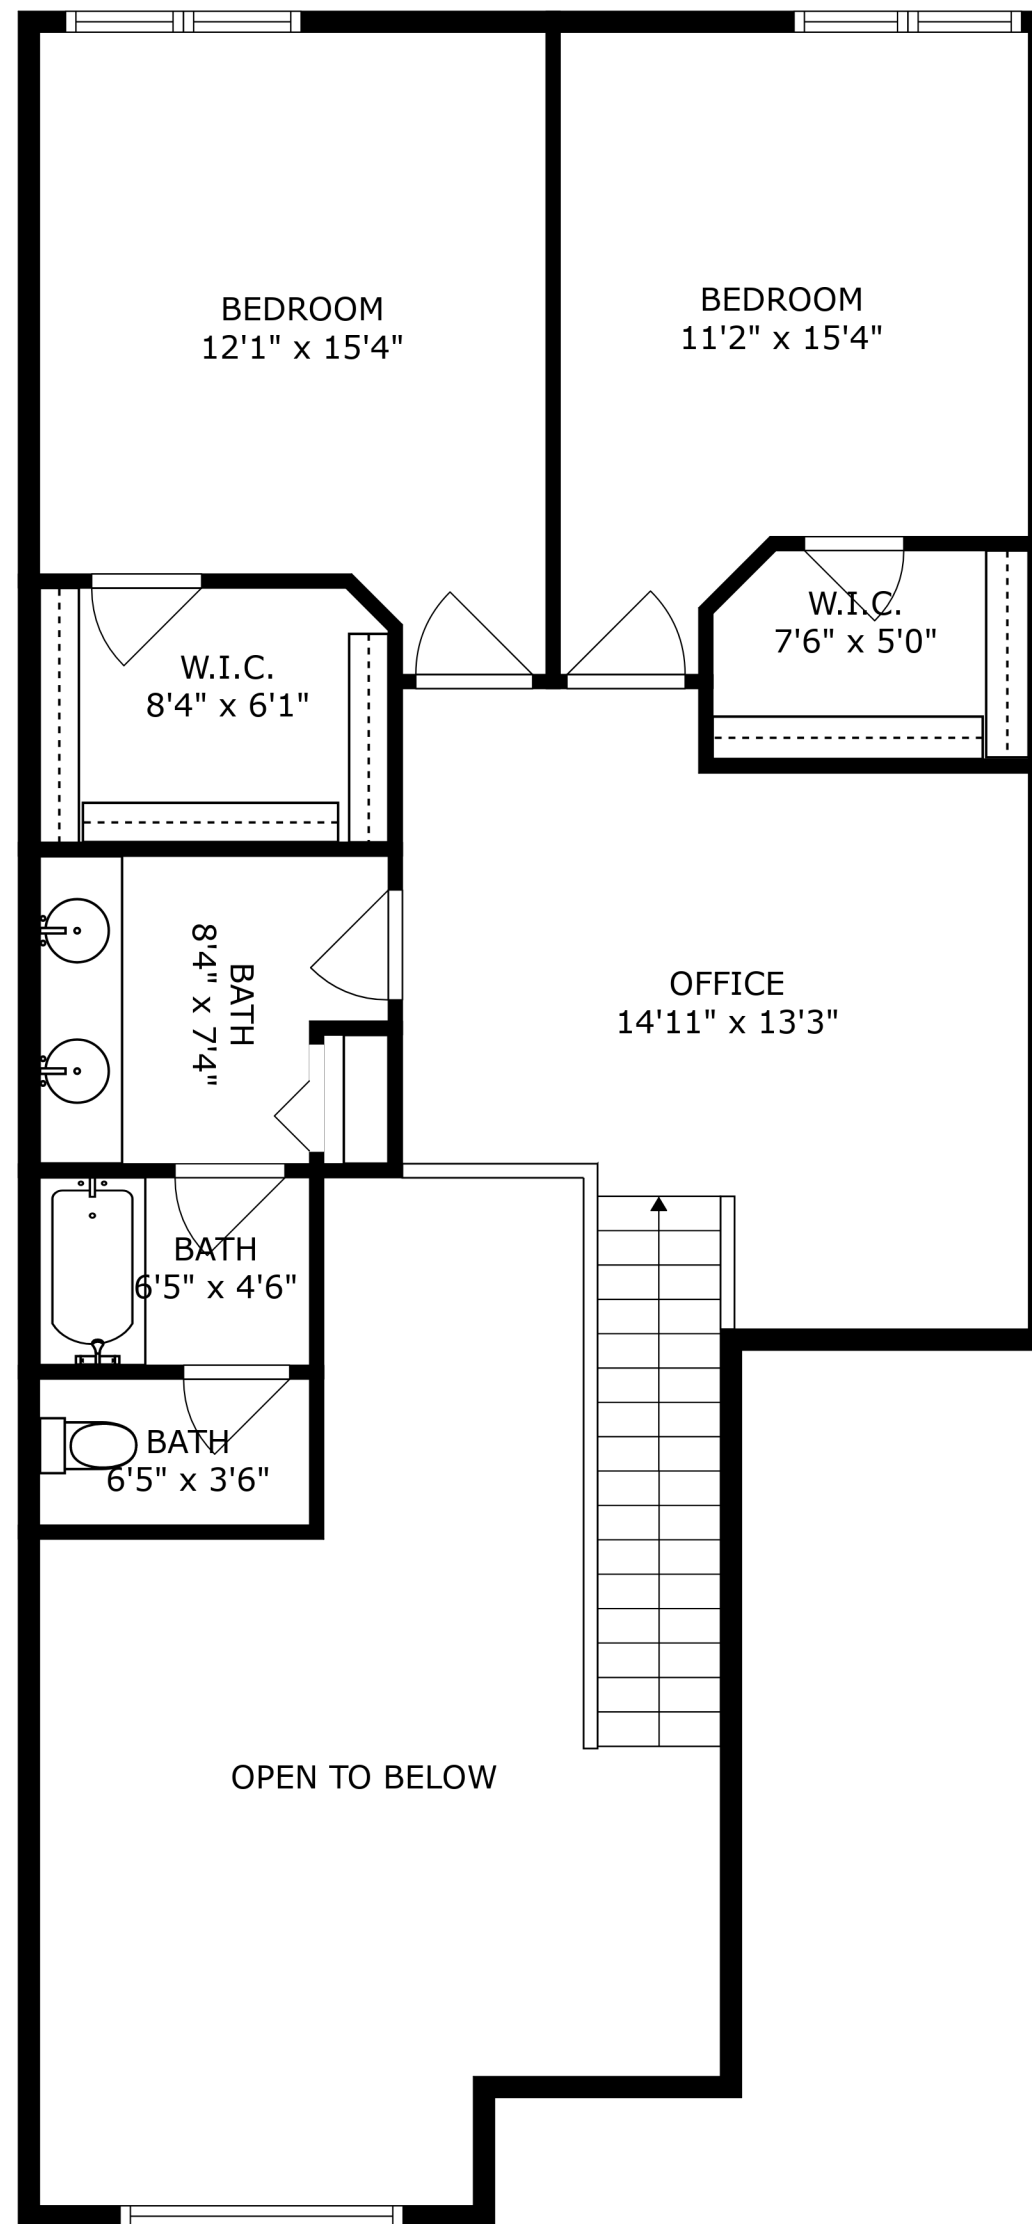 BEDROOM
12'1" x 15'4"
BEDROOM
11'2" x 15'4"
W.I.C.
7'6" x 5'0"
W.I.C.
8'4" x 6'1"
BATH
8'4" x 7'4"
OFFICE
14'11" x 13'3"
BATH
6'5" x 4'6"
BATH
6'5" x 3'6"
OPEN TO BELOW